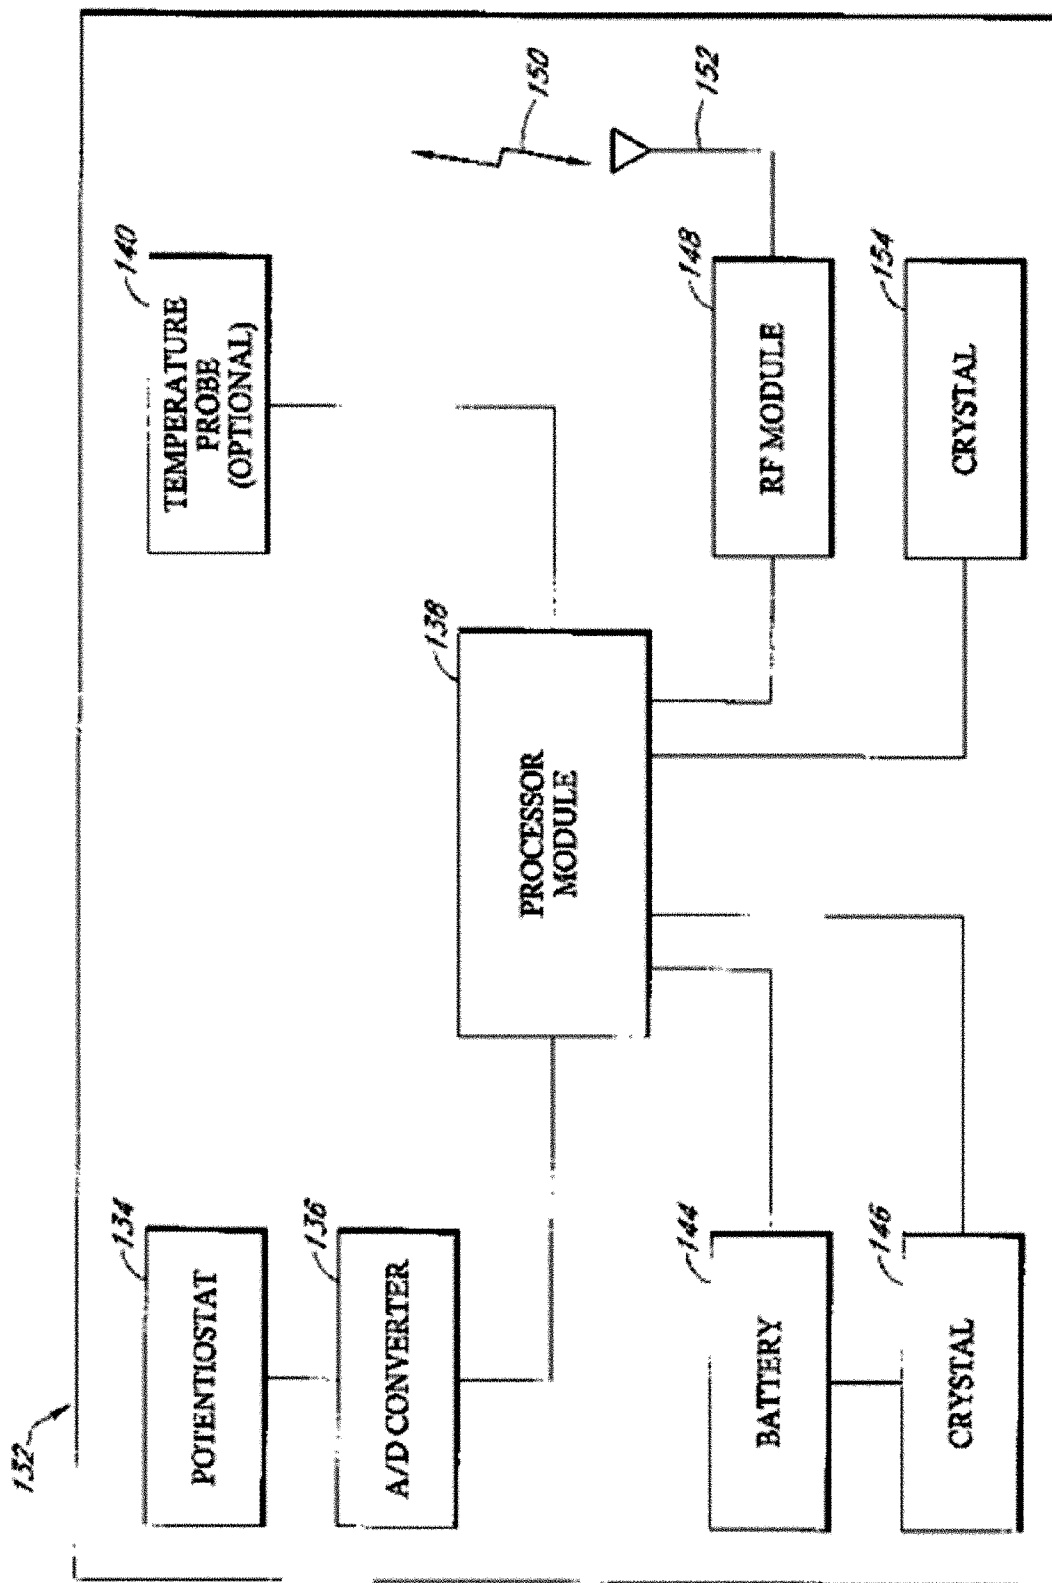 132
134
POTENTIOSTAT
136
A/D CONVERTER
138
PROCESSOR
MODULE
140
TEMPERATURE
PROBE
(OPTIONAL)
144
BATTERY
146
CRYSTAL
148
RF MODULE
150
152
154
CRYSTAL